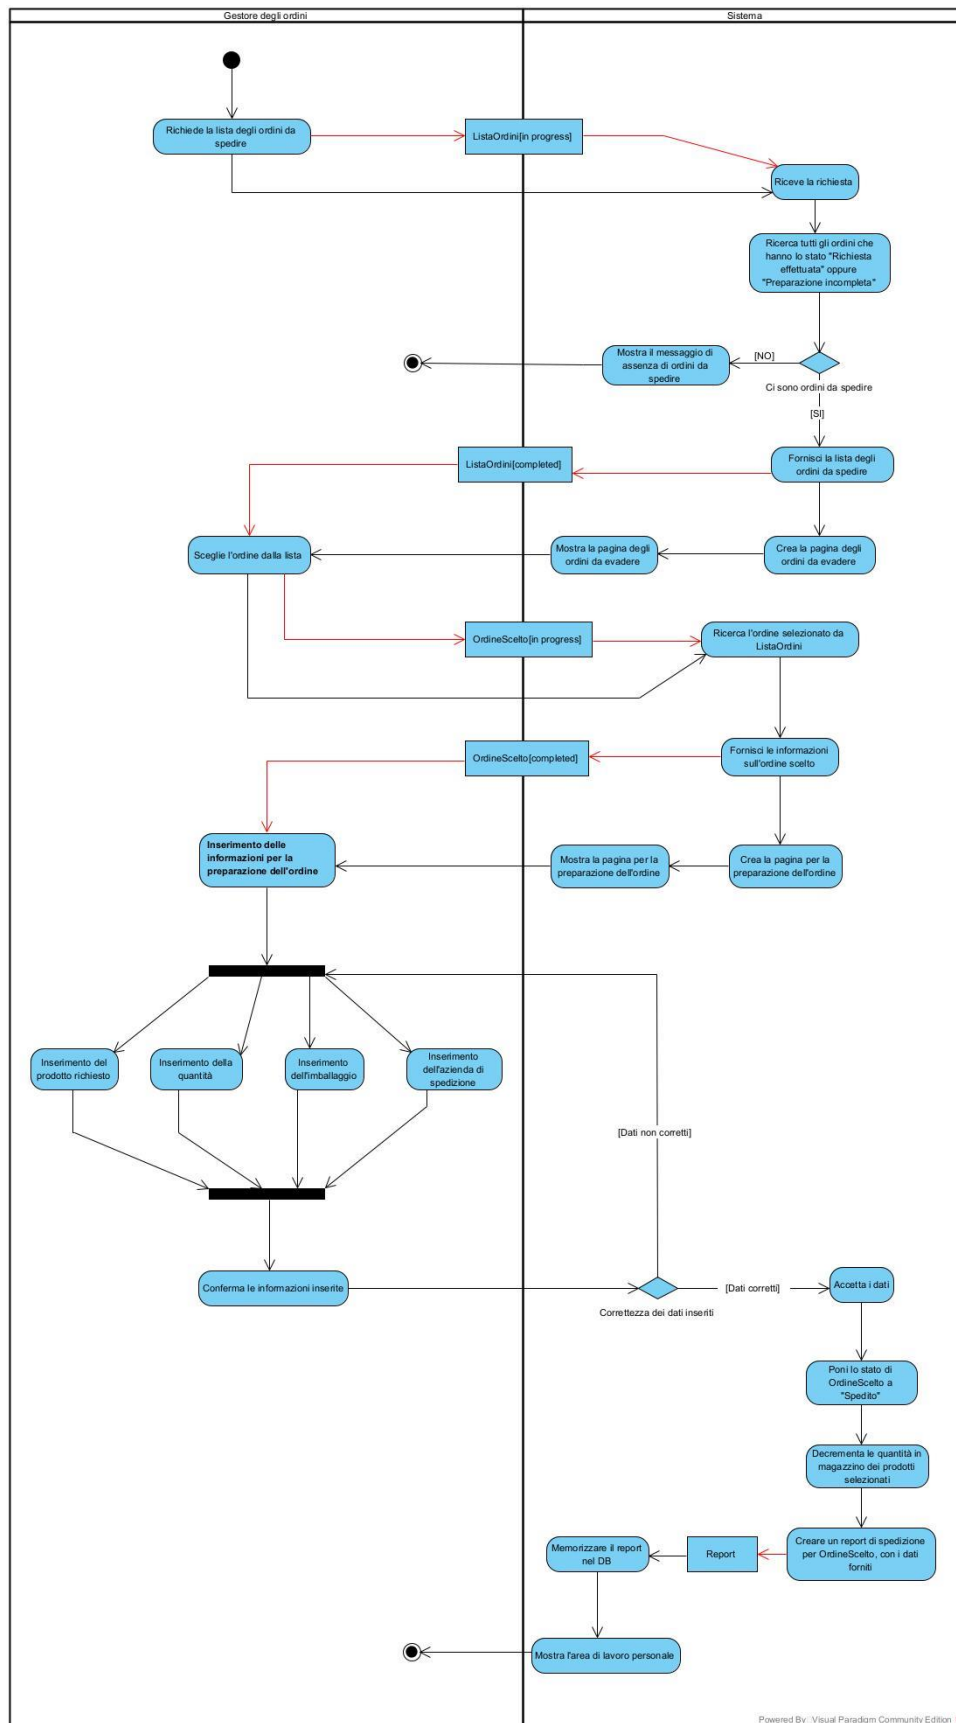 Gestore degli ordini
Sistema
Richiede la lista degli ordini da
spedire
ListaOrdini[in progress]
Riceve la richiesta
Ricerca tutti gli ordini che
hanno lo stato "Richiesta
effettuata" oppure
"Preparazione incompleta"
[NO]
Mostra il messaggio di
assenza di ordini da
spedire
Ci sono ordini da spedire
[SI]
ListaOrdini[completed]
Fornisci la lista degli
ordini da spedire
Sceglie l'ordine dalla lista
Mostra la pagina degli
ordini da evadere
Crea la pagina degli
ordini da evadere
OrdineScelto[in progress]
Ricerca l'ordine selezionato da
ListaOrdini
OrdineScelto[completed]
Fornisci le informazioni
sull'ordine scelto
Inserimento delle
informazioni per la
preparazione dell'ordine
Mostra la pagina per la
preparazione dell'ordine
Crea la pagina per la
preparazione dell'ordine
Inserimento del
prodotto richiesto
Inserimento della
quantità
Inserimento
dell'imballaggio
Inserimento
dell'azienda di
spedizione
[Dati non corretti]
Conferma le informazioni inserite
[Dati corretti]
Accetta i dati
Correttezza dei dati inseriti
Poni lo stato di
OrdineScelto a
"Spedito"
Decrementa le quantità in
magazzino dei prodotti
selezionati
Creare un report di spedizione
per OrdineScelto, con i dati
forniti
Report
Memorizzare il report
nel DB
Mostra l'area di lavoro personale
Powered By Visual Paradigm Community Edition